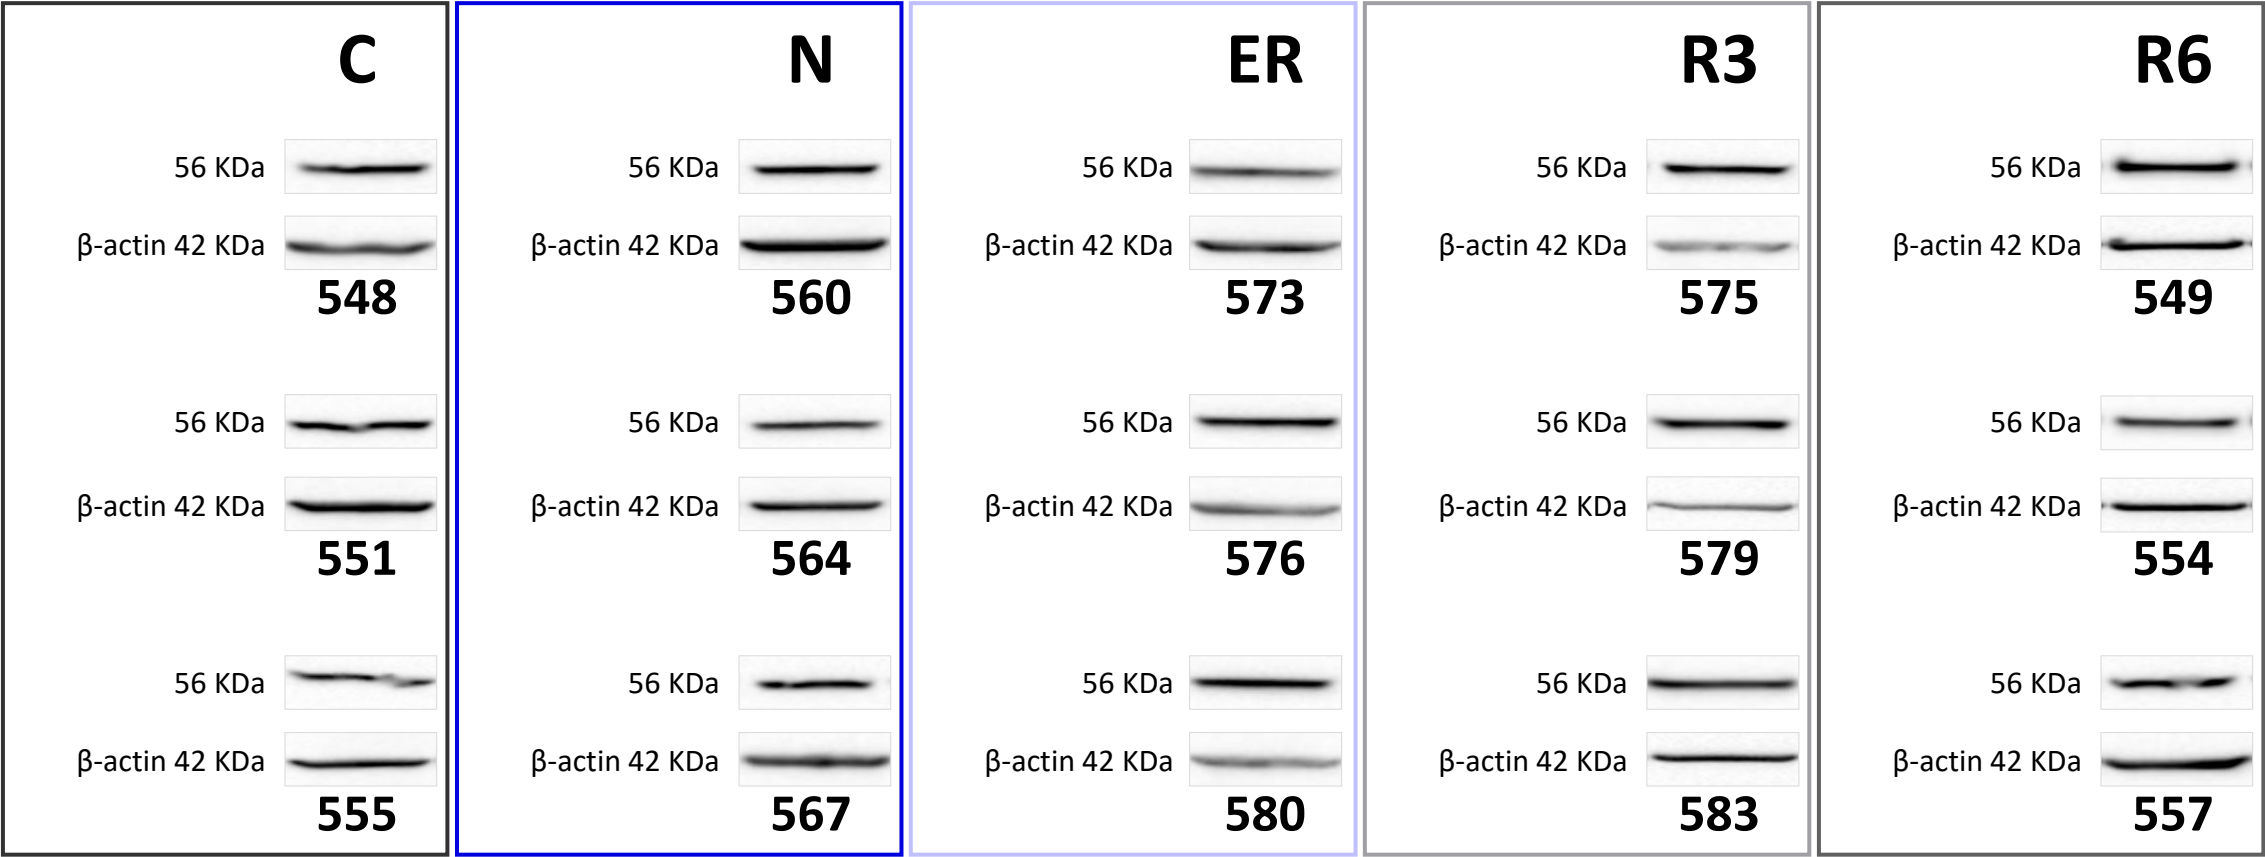 C
56 KDa
β-actin 42 KDa
548
56 KDa
β-actin 42 KDa
551
56 KDa
β-actin 42 KDa
555
N
56 KDa
β-actin 42 KDa
560
56 KDa
β-actin 42 KDa
564
56 KDa
β-actin 42 KDa
567
ER
56 KDa
β-actin 42 KDa
573
56 KDa
β-actin 42 KDa
576
56 KDa
β-actin 42 KDa
580
R3
56 KDa
β-actin 42 KDa
575
56 KDa
β-actin 42 KDa
579
56 KDa
β-actin 42 KDa
583
R6
56 KDa
β-actin 42 KDa
549
56 KDa
β-actin 42 KDa
554
56 KDa
β-actin 42 KDa
557